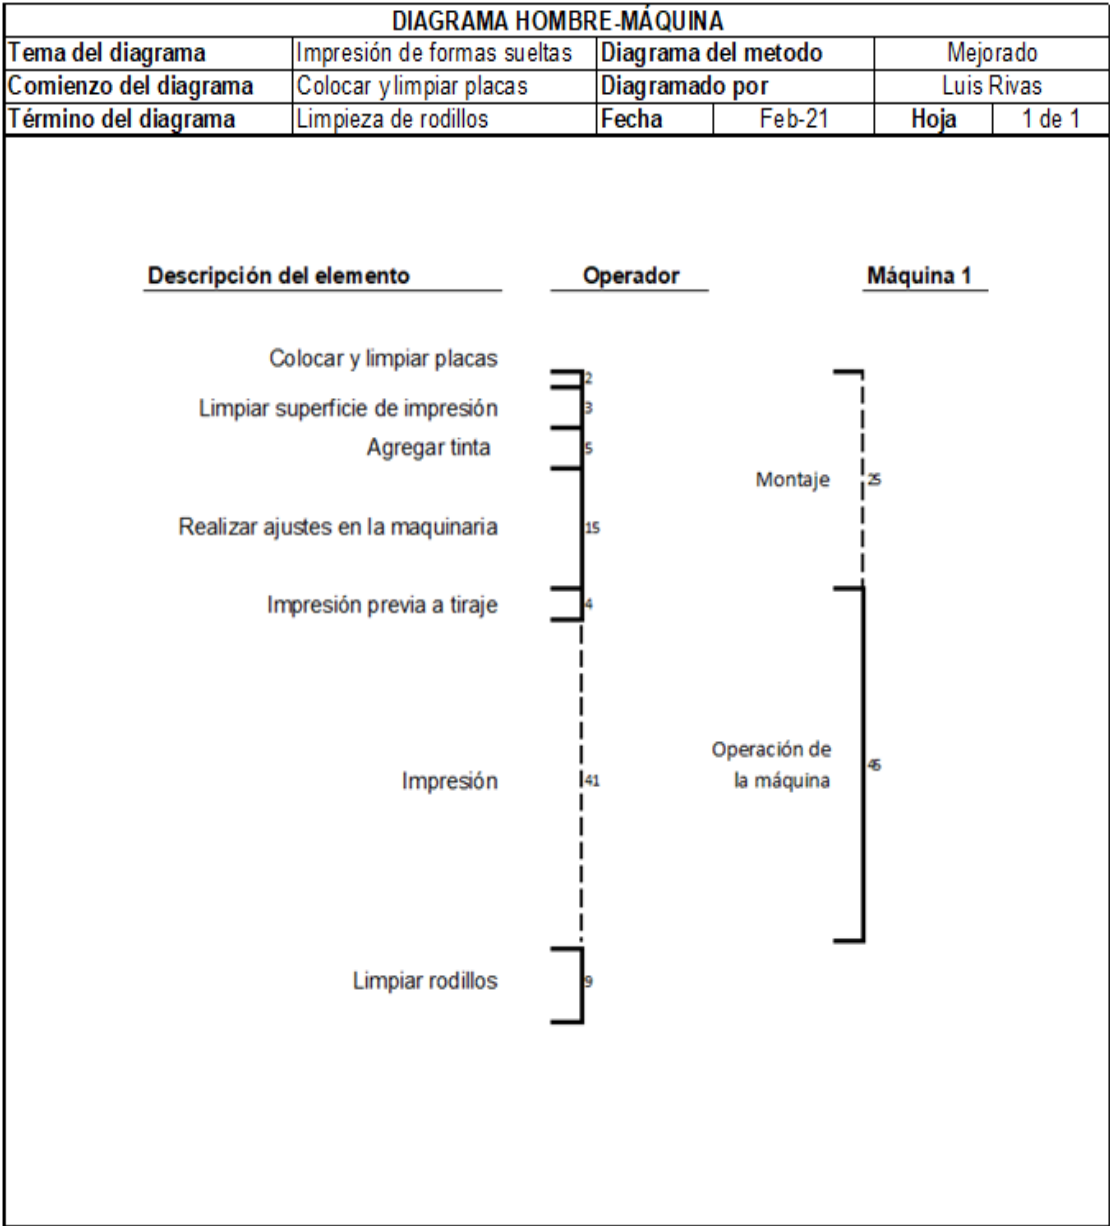 DIAGRAMA HOMBRE-MÁQUINA
Tema del diagrama Impresión de formas sueltas Diagrama del metodo Mejorado
Comienzo del diagrama Colocar y limpiar placas Diagramado por Luis Rivas
Término del diagrama Limpieza de rodillos Fecha Feb-21 Hoja 1 de 1
Descripción del elemento Operador Máquina 1
Colocar y limpiar placas
2
Limpiar superficie de impresión 3
Agregar tinta 5
Montaje 25
Realizar ajustes en la maquinaria 15
Impresión previa a tiraje 4
Operación de
la máquina 45
Impresión 41
Limpiar rodillos 9